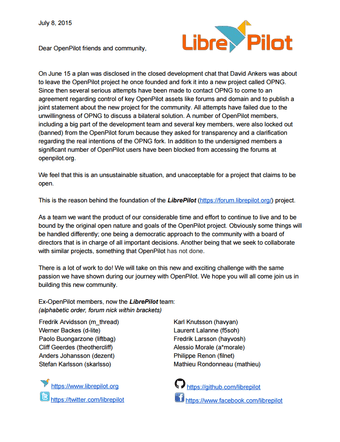 July 8, 2015
LibrePilot
Dear OpenPilot friends and community,
On June 15 a plan was disclosed in the closed development chat that David Ankers was about
to leave the OpenPilot project he once founded and fork it into a new project called OPNG.
Since then several serious attempts have been made to contact OPNG to come to an
agreement regarding control of key OpenPilot assets like forums and domain and to publish a
joint statement about the new project for the community. All attempts have failed due to the
unwillingness of OPNG to discuss a bilateral solution. A number of OpenPilot members,
including a big part of the development team and several key members, were also locked out
(banned) from the OpenPilot forum because they asked for transparency and a clarification
regarding the real intentions of the OPNG fork. In addition to the undersigned members a
significant number of OpenPilot users have been blocked from accessing the forums at
openpilot.org.
We feel that this is an unsustainable situation, and unacceptable for a project that claims to be
open.
This is the reason behind the foundation of the LibrePilot (https://forum.librepilot.org/) project.
As a team we want the product of our considerable time and effort to continue to live and to be
bound by the original open nature and goals of the OpenPilot project. Obviously some things will
be handled differently; one being a democratic approach to the community with a board of
directors that is in charge of all important decisions. Another being that we seek to collaborate
with similar projects, something that OpenPilot has not done.
There is a lot of work to do! We will take on this new and exciting challenge with the same
passion we have shown during our journey with OpenPilot. We hope you all will come join us in
building this new community.
Ex-OpenPilot members, now the LibrePilot team:
(alphabetic order, forum nick within brackets)
Fredrik Arvidsson (m_thread)
Werner Backes (d-lite)
Paolo Buongarzone (liftbag)
Cliff Geerdes (theothercliff)
Anders Johansson (dezent)
Stefan Karlsson (skarlsso)
Karl Knutsson (havyan)
Laurent Lalanne (f5soh)
Fredrik Larsson (hayvosh)
Alessio Morale (a*morale)
Philippe Renon (filnet)
Mathieu Rondonneau (mathieu)
https://www.librepilot.org
https://github.com/librepilot
https://twitter.com/librepilot
https://www.facebook.com/librepilot